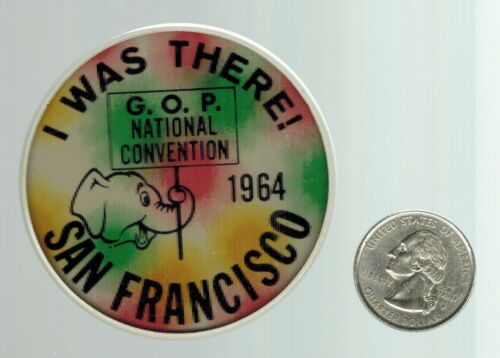 I WAS THERE!
G. O. P.
NATIONAL
CONVENTION
1964
SAN FRANCISCO
UNITED STATES OF AMERICA
LIBERTY
QUARTER DOLLAR